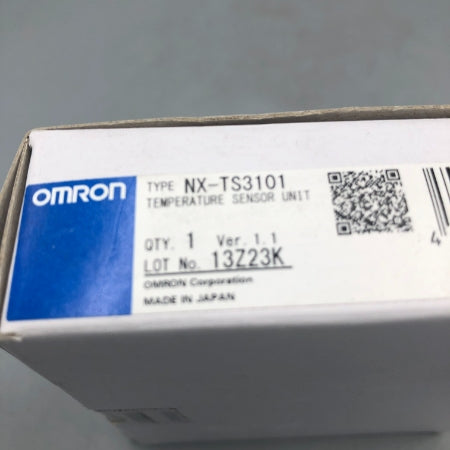 OMRON
TYPE NX-TS3101
TEMPERATURE SENSOR UNIT
QTY. 1 Ver. 1.1
LOT No. 13Z23K
OMRON Corporation
MADE IN JAPAN
4